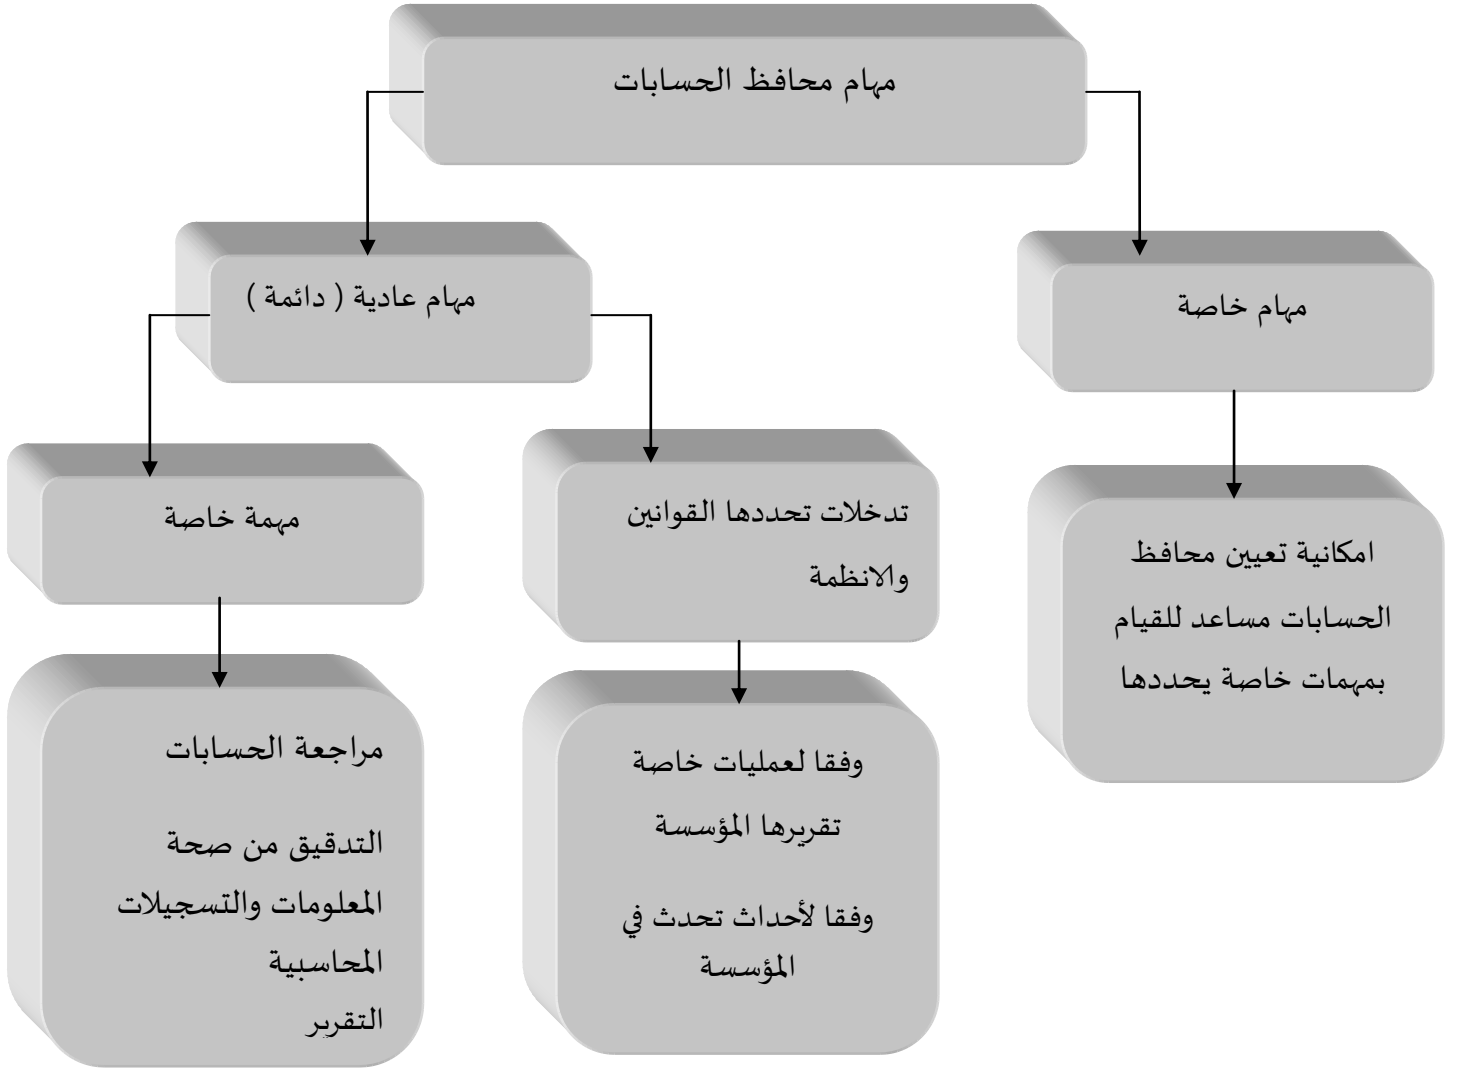 مهام محافظ الحسابات
مهام خاصة
مهام عادية ( دائمة )
امكانية تعيين محافظ
الحسابات مساعد للقيام
بمهمات خاصة يحددها
تدخلات تحددها القوانين
والانظمة
مهمة خاصة
وفقا لعمليات خاصة
تقريرها المؤسسة
وفقا لأحداث تحدث في
المؤسسة
مراجعة الحسابات
التدقيق من صحة
المعلومات والتسجيلات
المحاسبية
التقرير